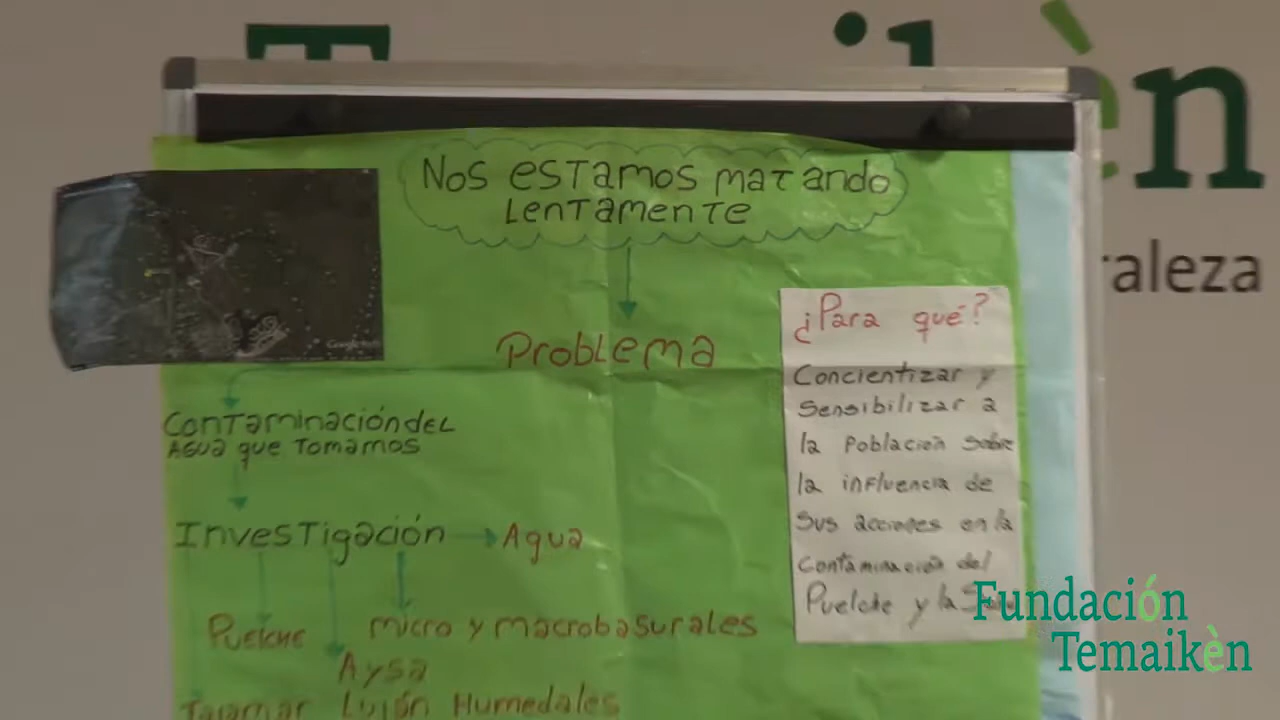 Nos estamos matando
lentamente
Problema
¿Para qué?
Concientizar y
sensibilizar a
la población sobre
la influencia de
sus acciones en la
contaminación del
Puelche y la
Contaminación del
agua que tomamos
Investigación
Agua
Puelche
micro y macrobasurales
Aysa
Tajamar Luján Humedales
raleza
Fundación
Temaikèn